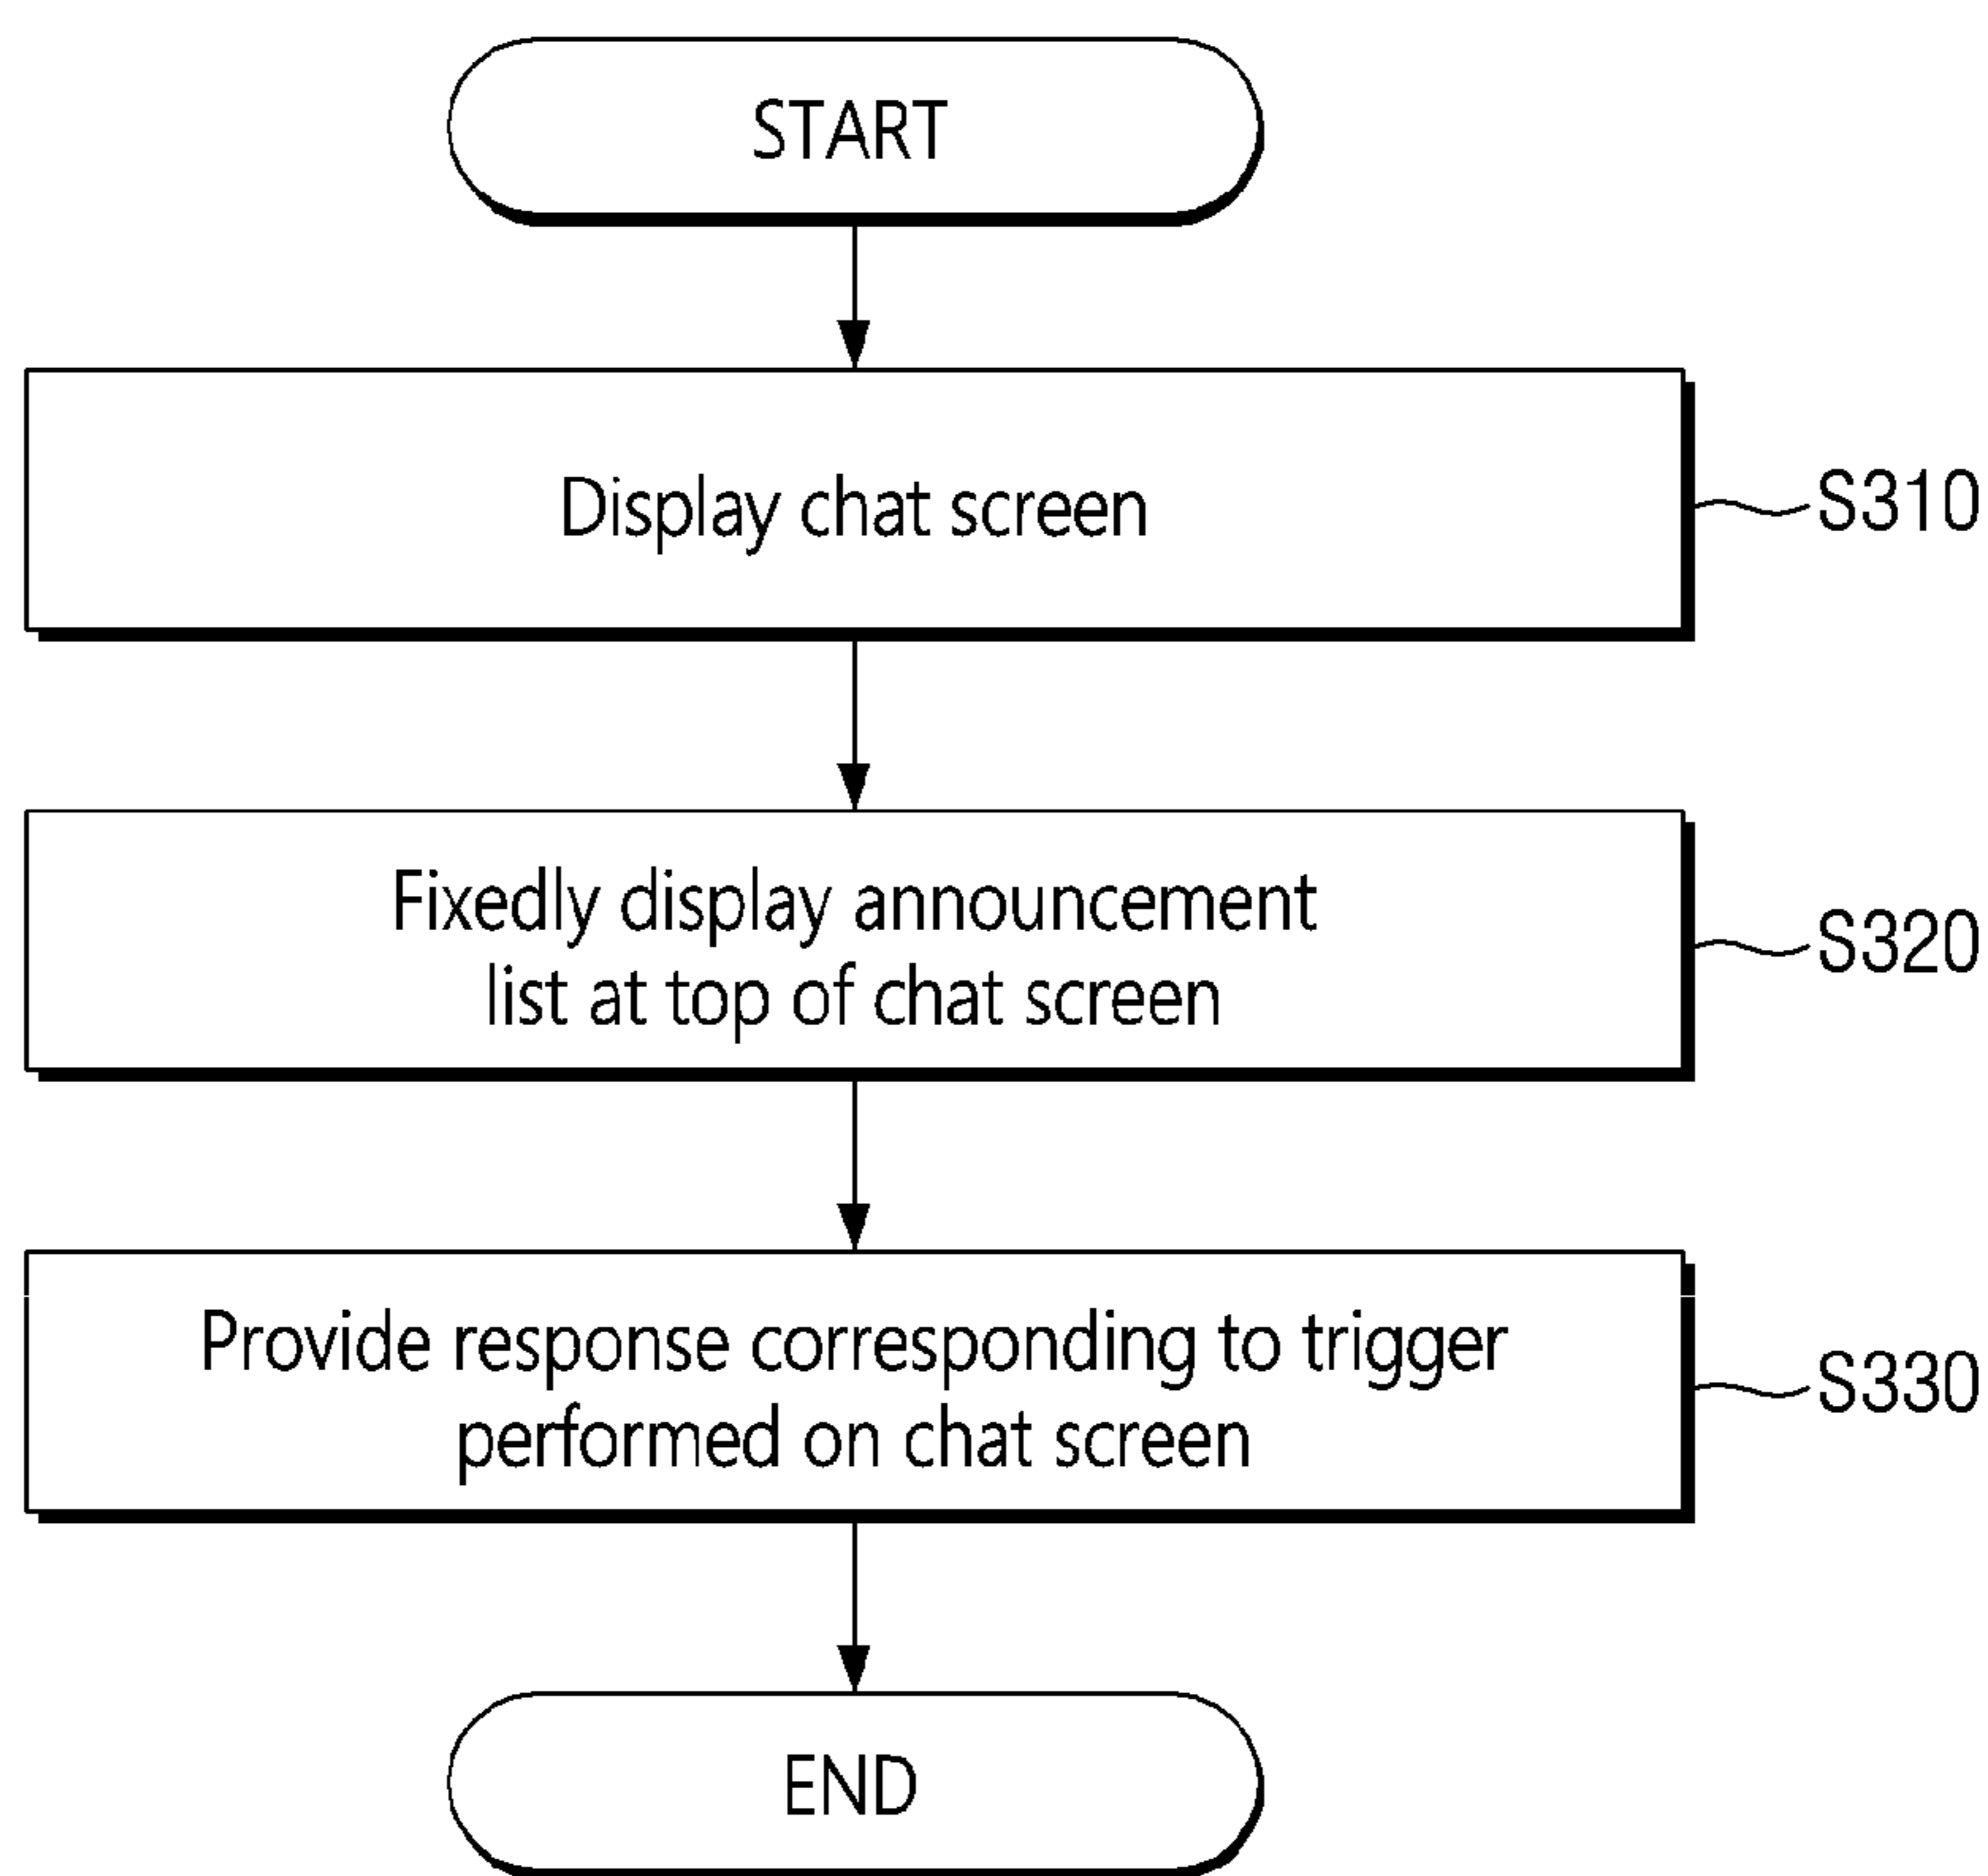 START
Display chat screen
S310
Fixedly display announcement
list at top of chat screen
S320
Provide response corresponding to trigger
performed on chat screen
S330
END